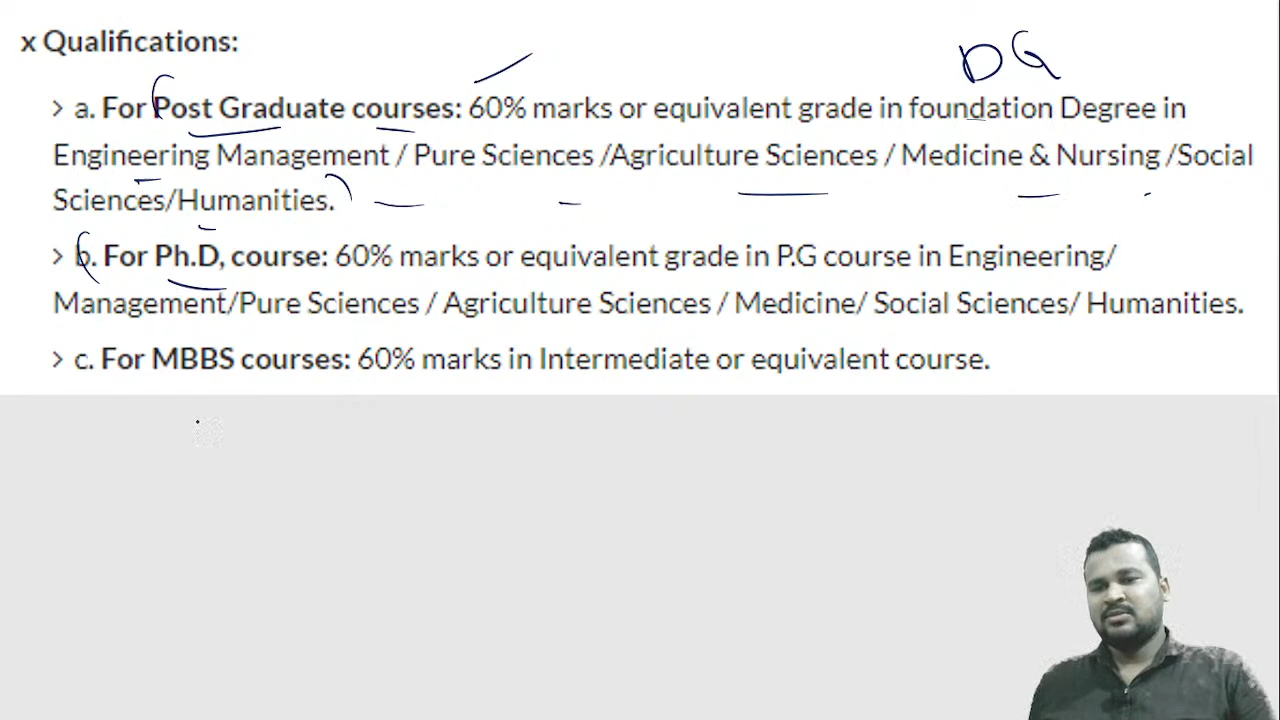 x Qualifications:
DG
> a. For Post Graduate courses: 60% marks or equivalent grade in foundation Degree in
Engineering Management / Pure Sciences /Agriculture Sciences / Medicine & Nursing /Social
Sciences/Humanities.
> b. For Ph.D, course: 60% marks or equivalent grade in P.G course in Engineering/
Management/Pure Sciences / Agriculture Sciences / Medicine/ Social Sciences/ Humanities.
> c. For MBBS courses: 60% marks in Intermediate or equivalent course.